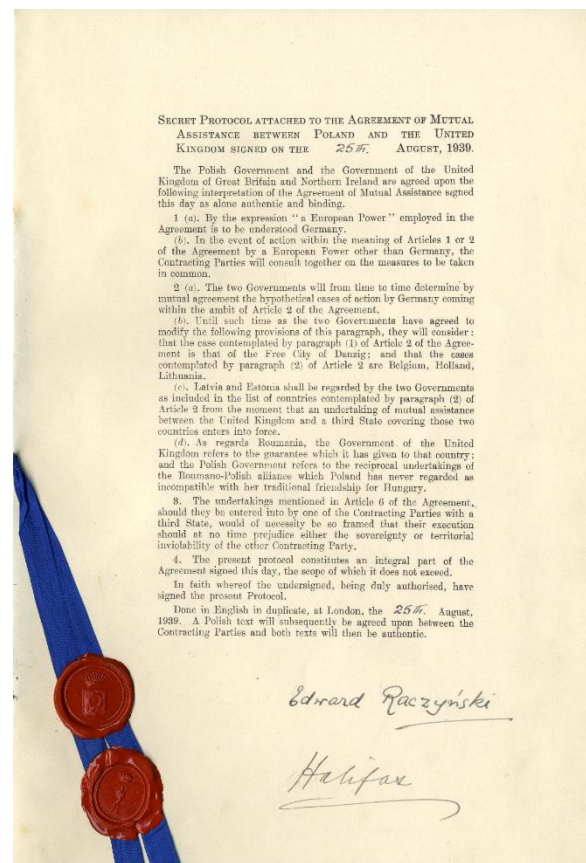 SECRET PROTOCOL ATTACHED TO THE AGREEMENT OF MUTUAL
ASSISTANCE BETWEEN POLAND AND THE UNITED
KINGDOM SIGNED ON THE 25th. AUGUST, 1939.
The Polish Government and the Government of the United
Kingdom of Great Britain and Northern Ireland are agreed upon the
following interpretation of the Agreement of Mutual Assistance signed
this day as alone authentic and binding.
1 (a). By the expression "a European Power" employed in the
Agreement is to be understood Germany.
(b). In the event of action within the meaning of Articles 1 or 2
of the Agreement by a European Power other than Germany, the
Contracting Parties will consult together on the measures to be taken
in common.
2 (a). The two Governments will from time to time determine by
mutual agreement the hypothetical cases of action by Germany coming
within the ambit of Article 2 of the Agreement.
(b). Until such time as the two Governments have agreed to
modify the following provisions of this paragraph, they will consider:
that the case contemplated by paragraph (1) of Article 2 of the Agree-
ment is that of the Free City of Danzig; and that the cases
contemplated by paragraph (2) of Article 2 are Belgium, Holland,
Lithuania.
(c). Latvia and Estonia shall be regarded by the two Governments
as included in the list of countries contemplated by paragraph (2) of
Article 2 from the moment that an undertaking of mutual assistance
between the United Kingdom and a third State covering those two
countries enters into force.
(d). As regards Roumania, the Government of the United
Kingdom refers to the guarantee which it has given to that country;
and the Polish Government refers to the reciprocal undertakings of
the Roumano-Polish alliance which Poland has never regarded as
incompatible with her traditional friendship for Hungary.
3. The undertakings mentioned in Article 6 of the Agreement,
should they be entered into by one of the Contracting Parties with a
third State, would of necessity be so framed that their execution
should at no time prejudice either the sovereignty or territorial
inviolability of the other Contracting Party.
4. The present protocol constitutes an integral part of the
Agreement signed this day, the scope of which it does not exceed.
In faith whereof the undersigned, being duly authorised, have
signed the present Protocol.
Done in English in duplicate, at London, the 25th. August,
1939. A Polish text will subsequently be agreed upon between the
Contracting Parties and both texts will then be authentic.
Edward Raczyński
Halifax